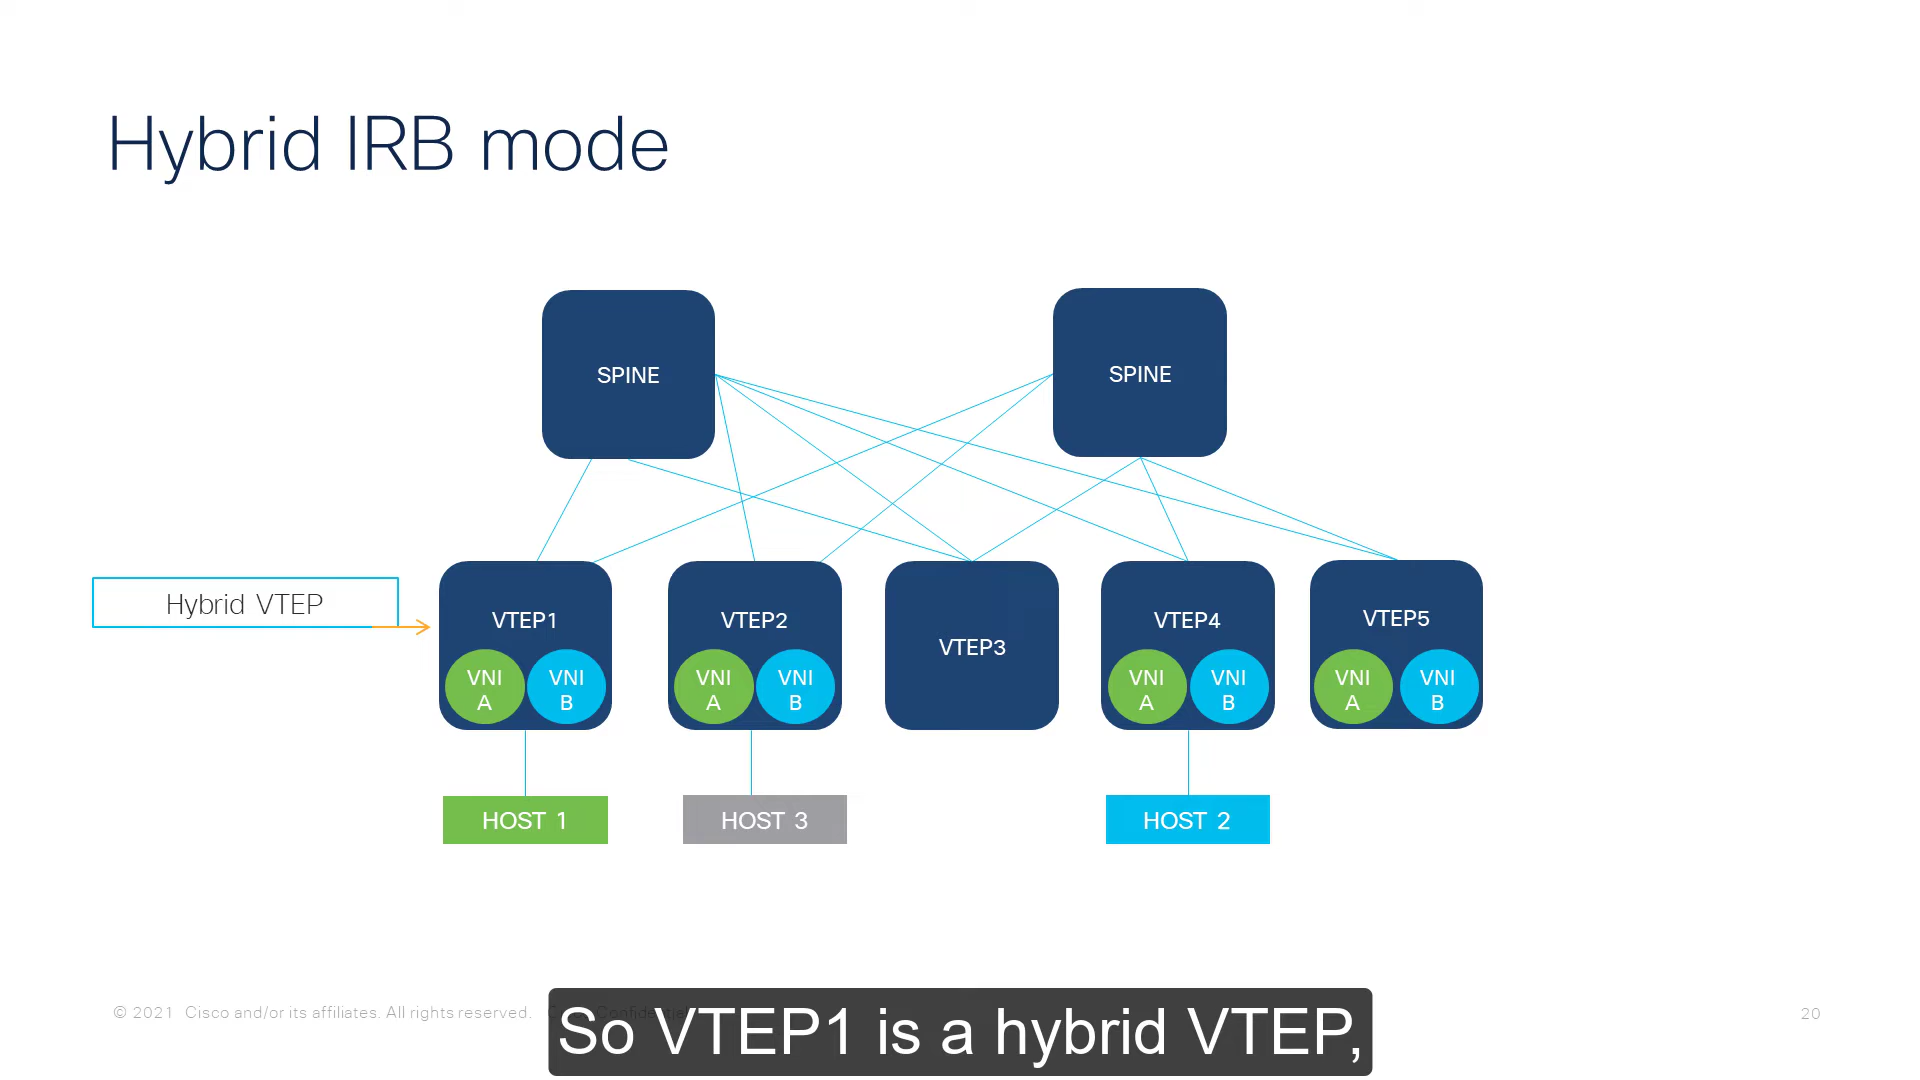 Hybrid IRB mode
SPINE
SPINE
Hybrid VTEP
VTEP1
VNI
A
VNI
B
VTEP2
VNI
A
VNI
B
VTEP3
VTEP4
VNI
A
VNI
B
VTEP5
VNI
A
VNI
B
HOST 1
HOST 3
HOST 2
© 2021 Cisco and/or its affiliates. All rights reserved.
20
So VTEP1 is a hybrid VTEP,